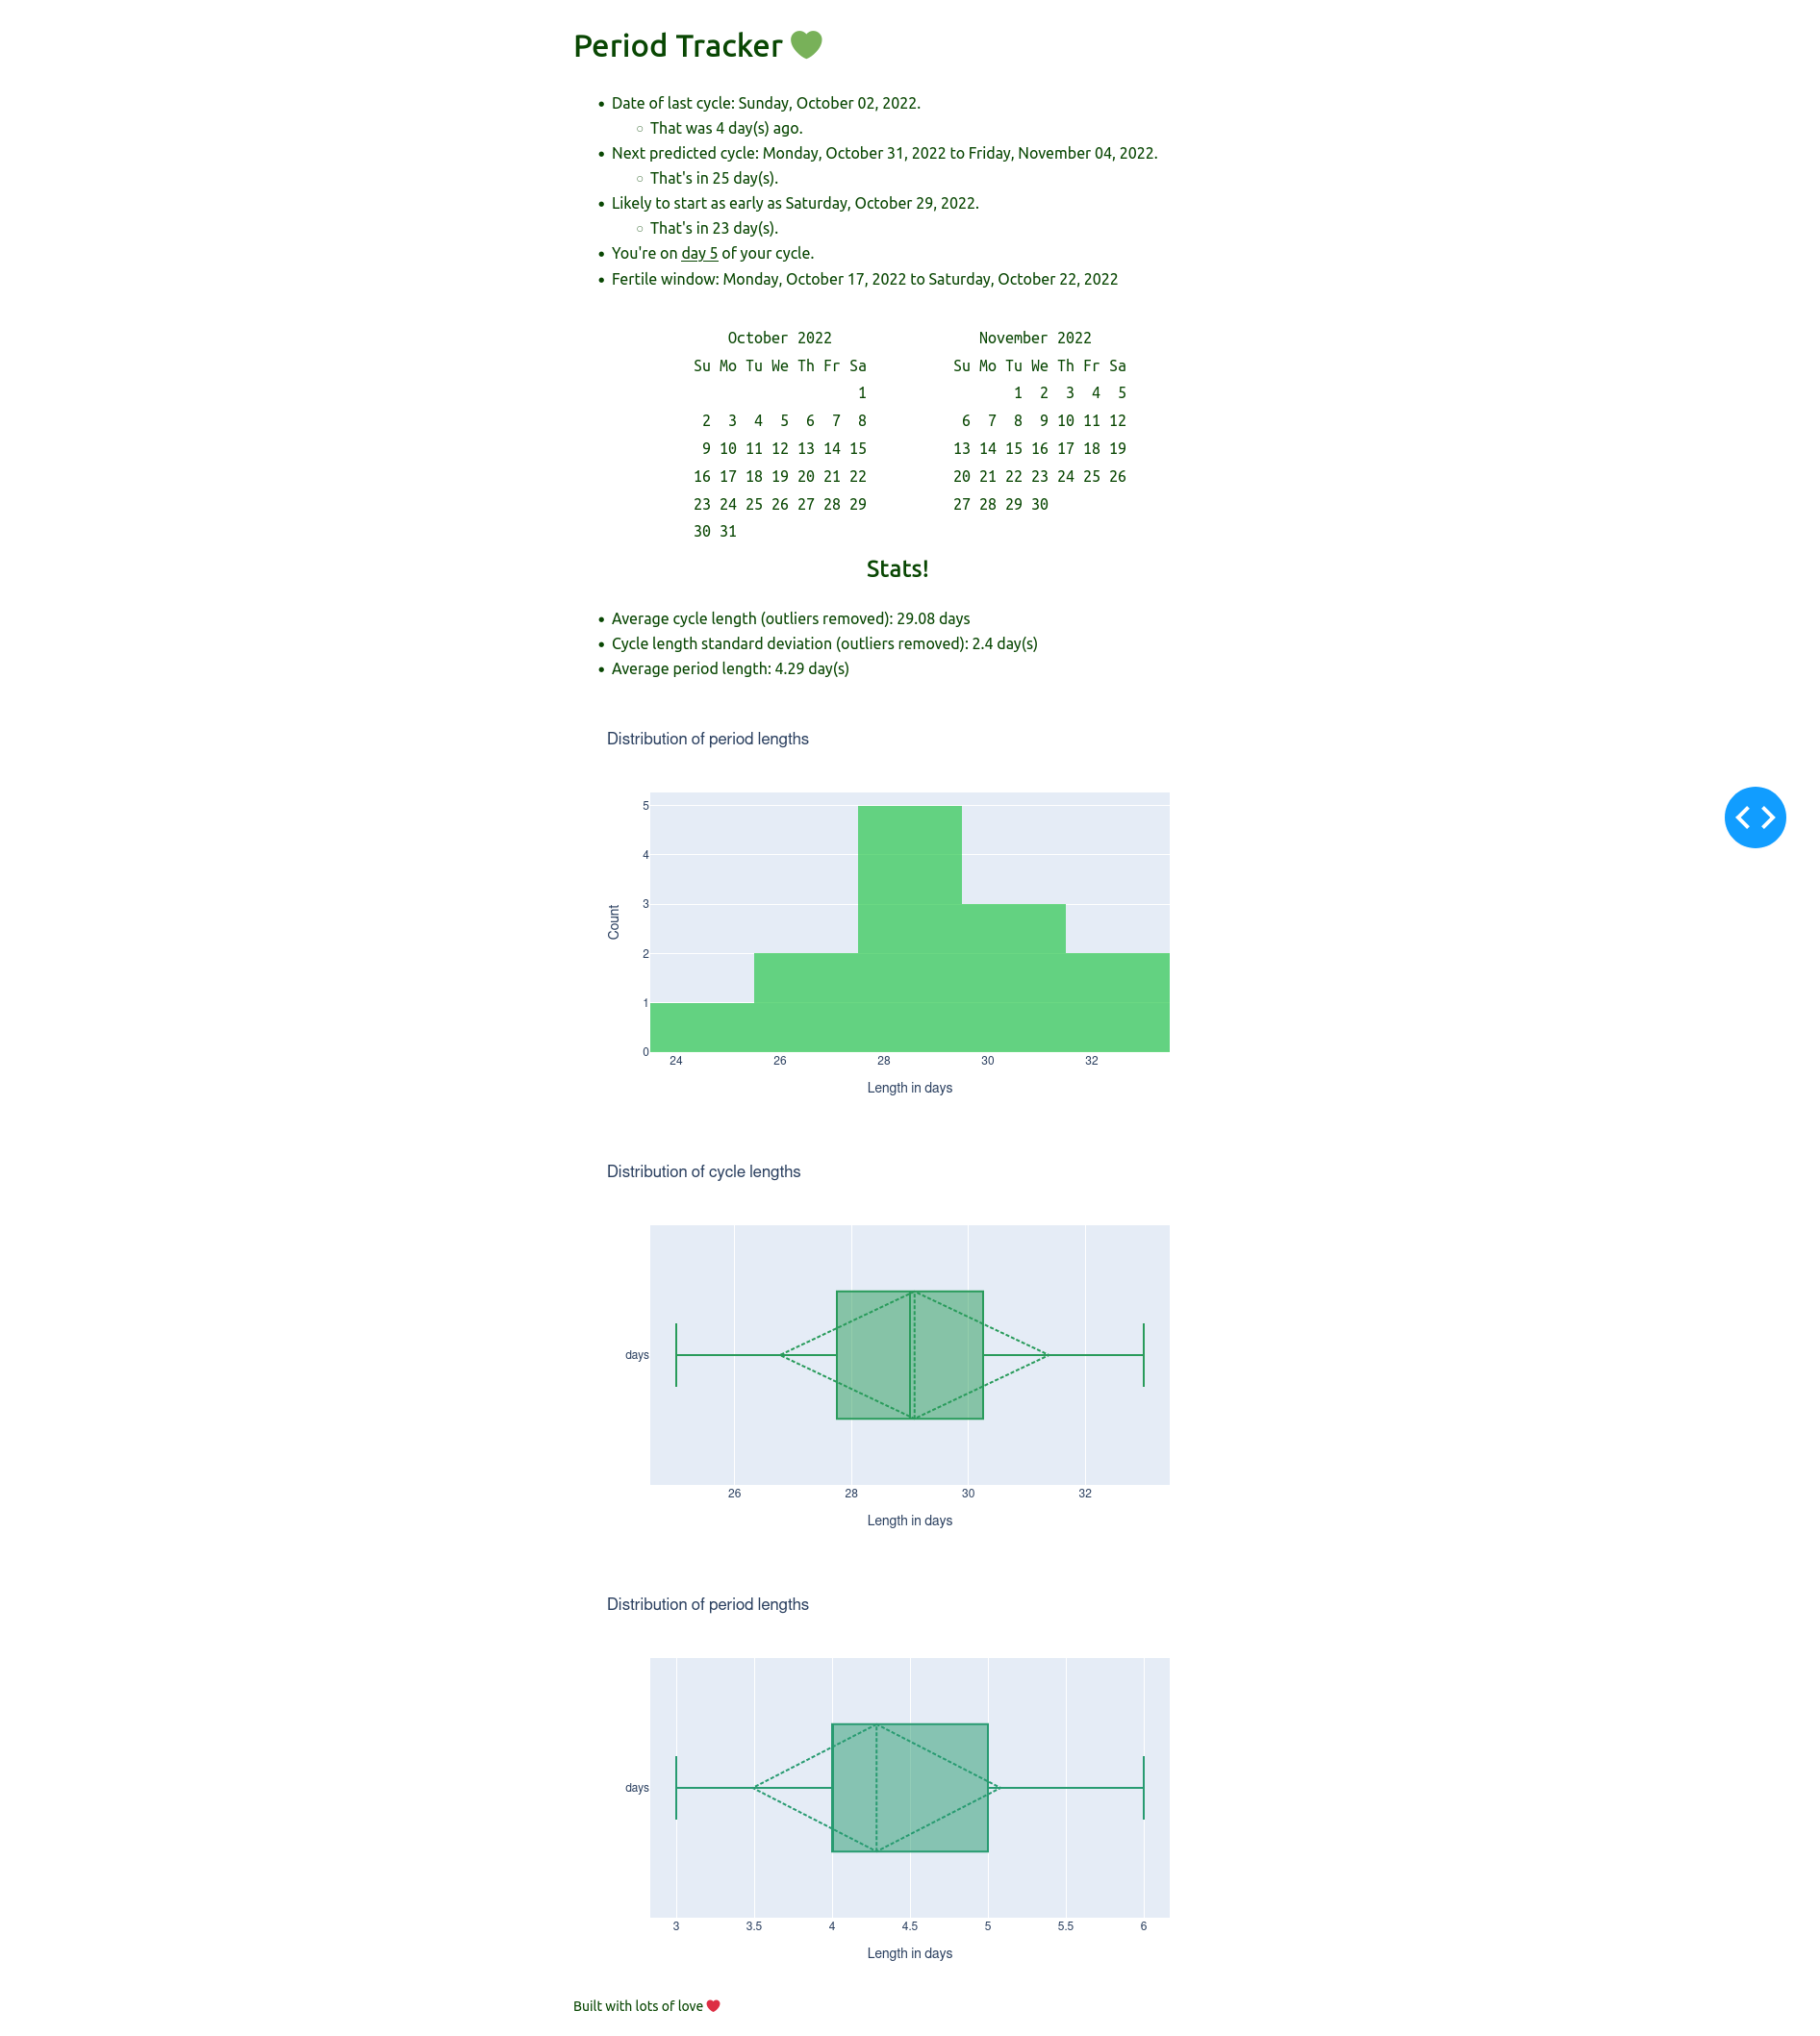 Period Tracker
Date of last cycle: Sunday, October 02, 2022.
That was 4 day(s) ago.
Next predicted cycle: Monday, October 31, 2022 to Friday, November 04, 2022.
That's in 25 day(s).
Likely to start as early as Saturday, October 29, 2022.
That's in 23 day(s).
You're on day 5 of your cycle.
Fertile window: Monday, October 17, 2022 to Saturday, October 22, 2022
October 2022
Su Mo Tu We Th Fr Sa
1
2 3 4 5 6 7 8
9 10 11 12 13 14 15
16 17 18 19 20 21 22
23 24 25 26 27 28 29
30 31
November 2022
Su Mo Tu We Th Fr Sa
1 2 3 4 5
6 7 8 9 10 11 12
13 14 15 16 17 18 19
20 21 22 23 24 25 26
27 28 29 30
Stats!
Average cycle length (outliers removed): 29.08 days
Cycle length standard deviation (outliers removed): 2.4 day(s)
Average period length: 4.29 day(s)
Distribution of period lengths
5
4
3
2
1
0
Count
24 26 28 30 32
Length in days
Distribution of cycle lengths
days
26 28 30 32
Length in days
Distribution of period lengths
days
3 3.5 4 4.5 5 5.5 6
Length in days
Built with lots of love